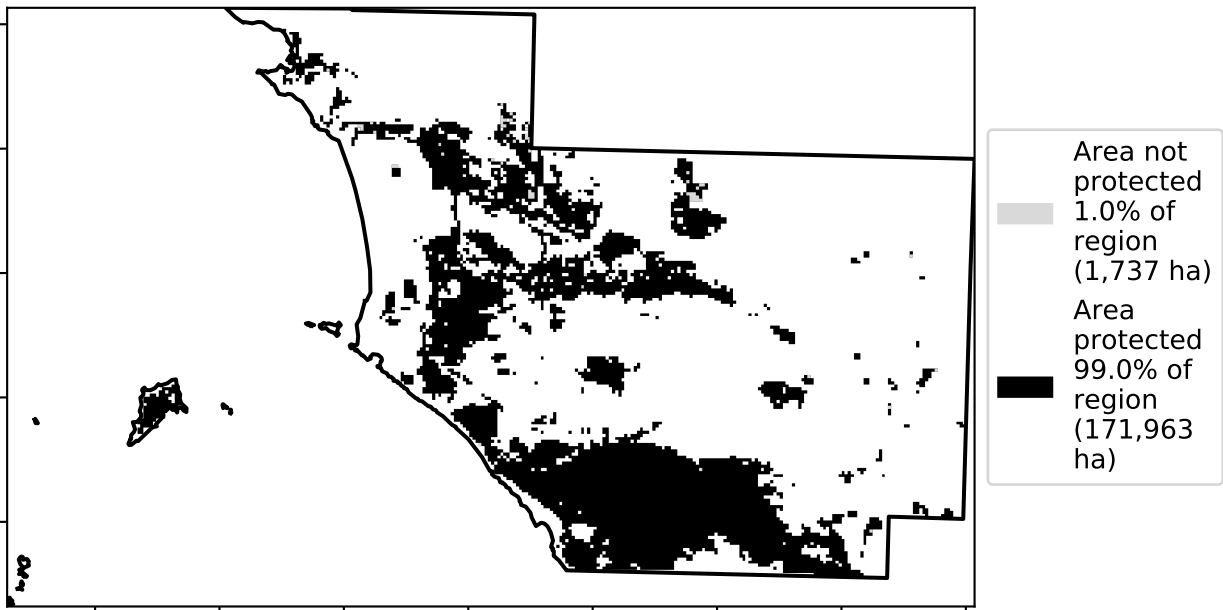 Area not
protected
1.0% of
region
(1,737 ha)
Area
protected
99.0% of
region
(171,963
ha)